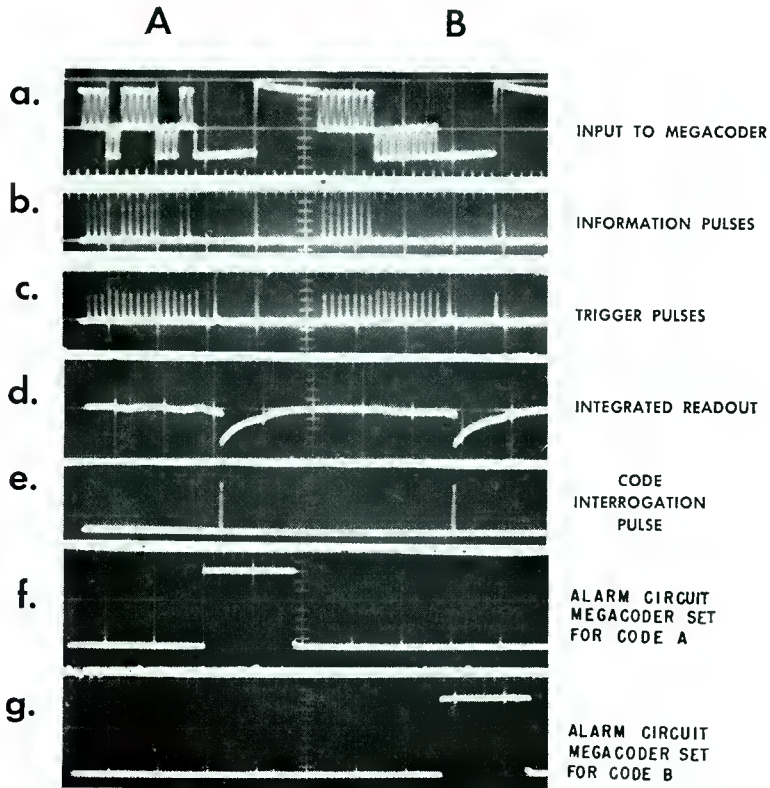 A B
a. INPUT TO MEGACODER
b. INFORMATION PULSES
c. TRIGGER PULSES
d. INTEGRATED READOUT
e. CODE
INTERROGATION
PULSE
f. ALARM CIRCUIT
MEGACODER SET
FOR CODE A
g. ALARM CIRCUIT
MEGACODER SET
FOR CODE B